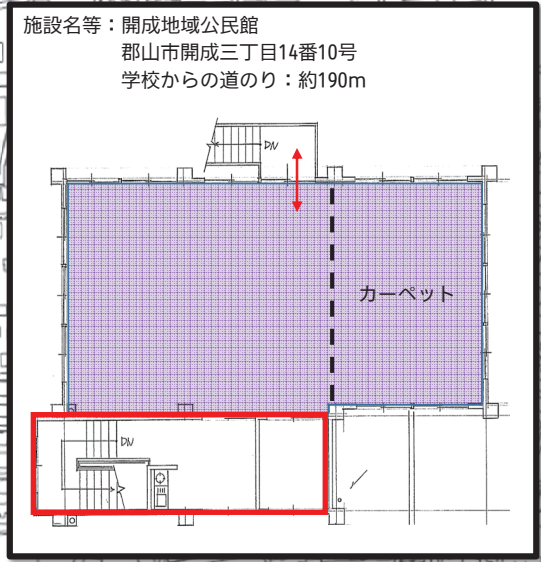 施設名等：開成地域公民館
郡山市開成三丁目14番10号
学校からの道のり：約190m
DN
カーペット
DN